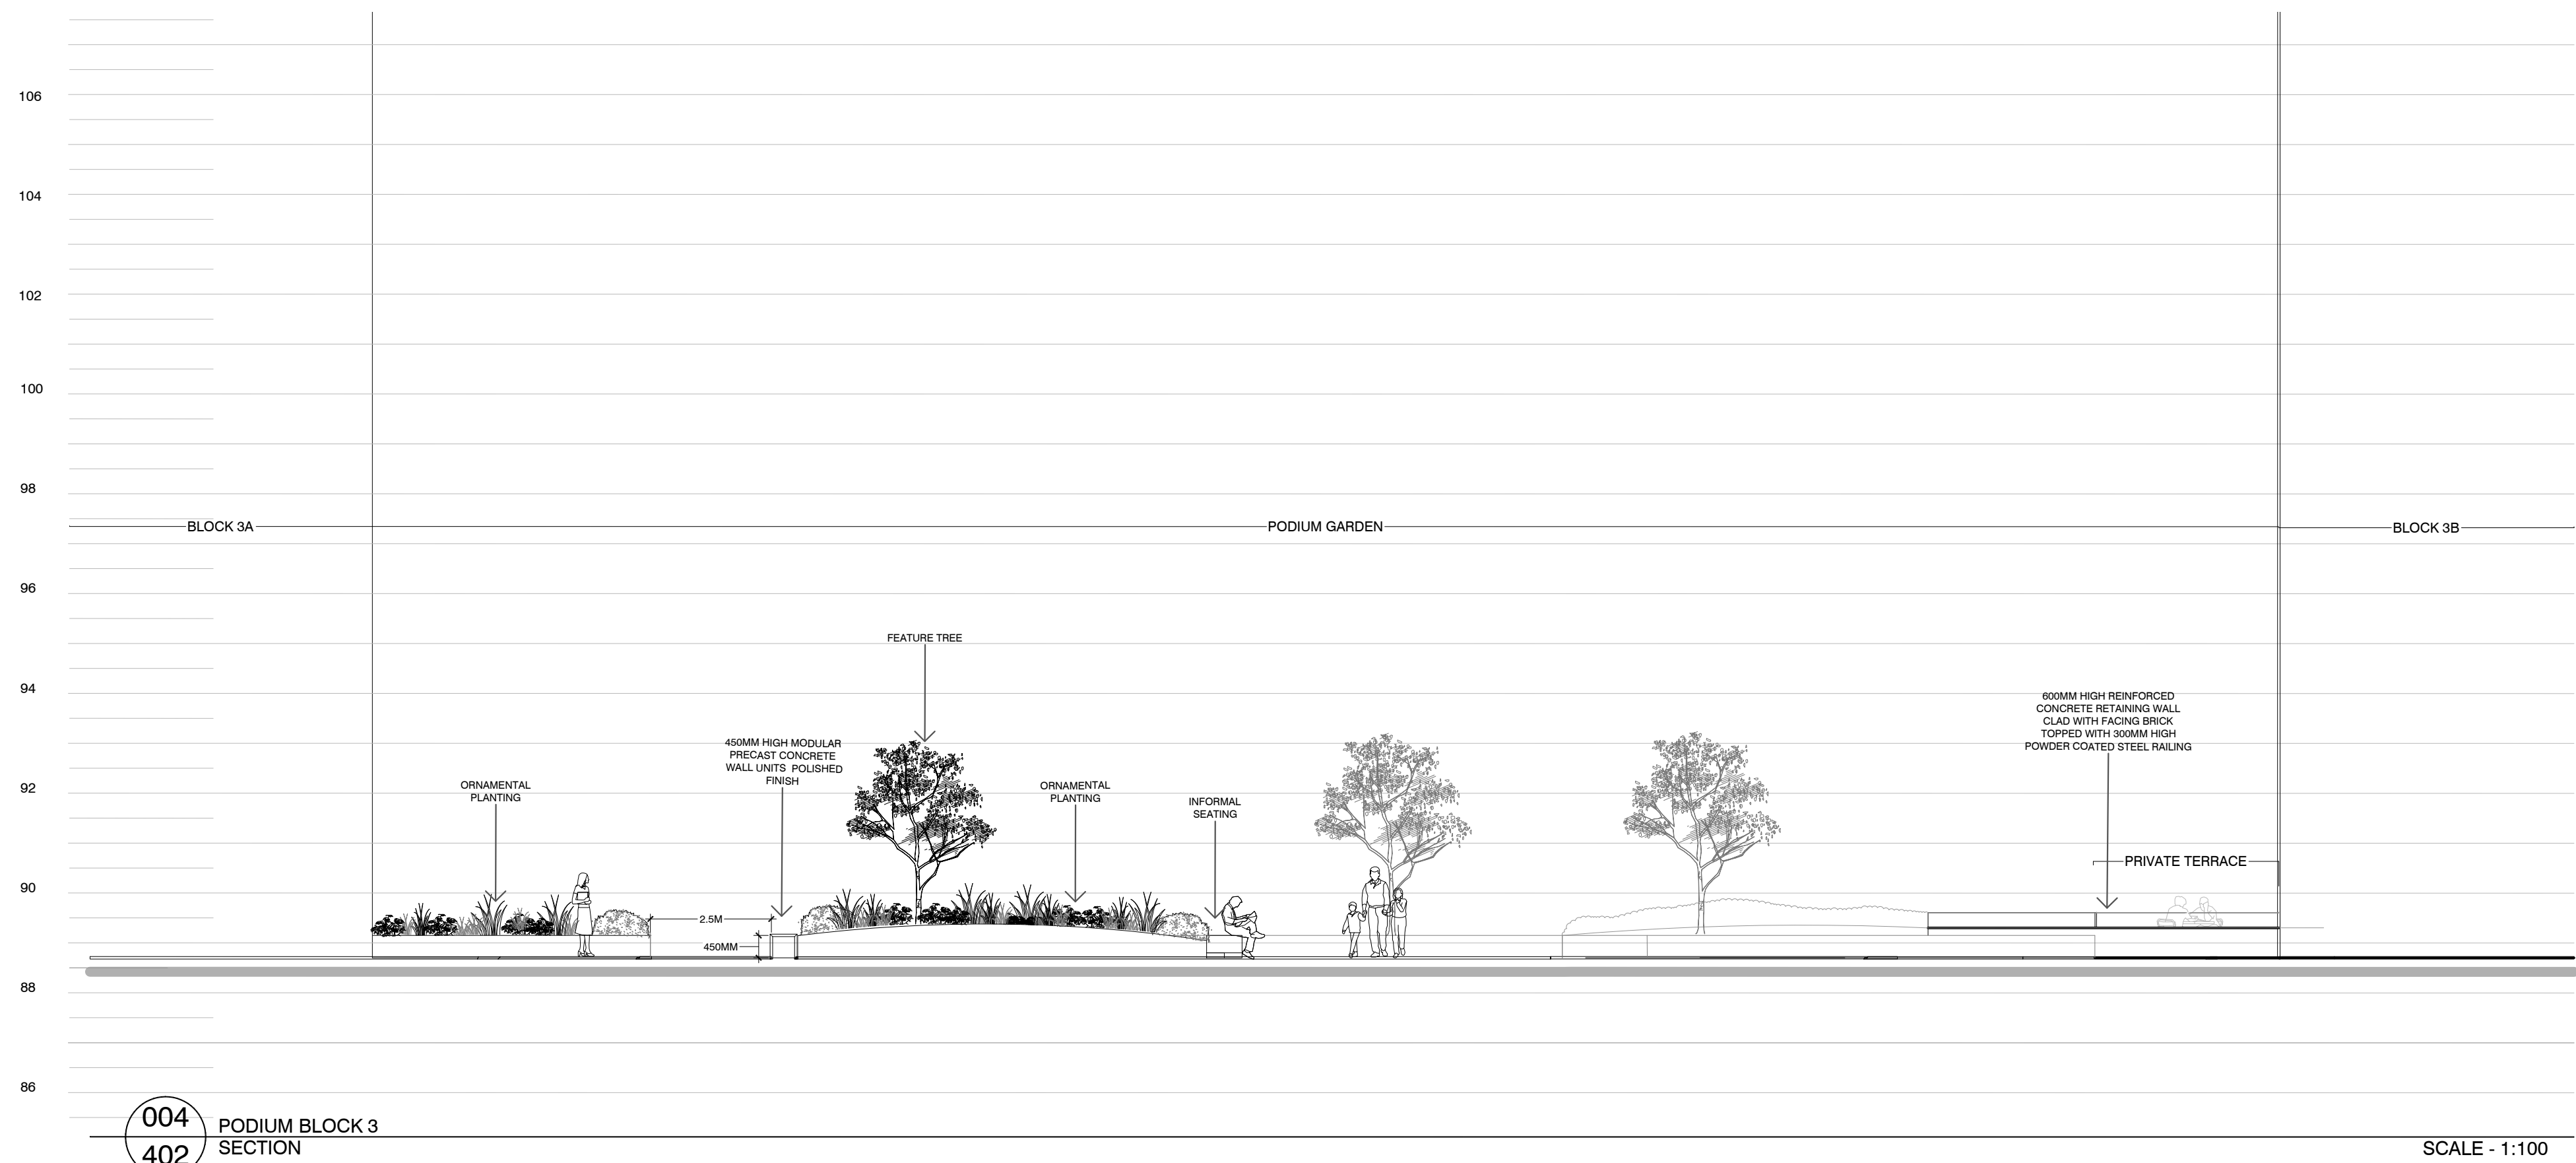 106
104
102
100
98
BLOCK 3A
PODIUM GARDEN
BLOCK 3B
96
FEATURE TREE
94
600MM HIGH REINFORCED
CONCRETE RETAINING WALL
CLAD WITH FACING BRICK
TOPPED WITH 300MM HIGH
POWDER COATED STEEL RAILING
450MM HIGH MODULAR
PRECAST CONCRETE
WALL UNITS POLISHED
FINISH
92
ORNAMENTAL
PLANTING
ORNAMENTAL
PLANTING
INFORMAL
SEATING
PRIVATE TERRACE
90
2.5M
450MM
88
86
004
402
PODIUM BLOCK 3
SECTION
SCALE - 1:100